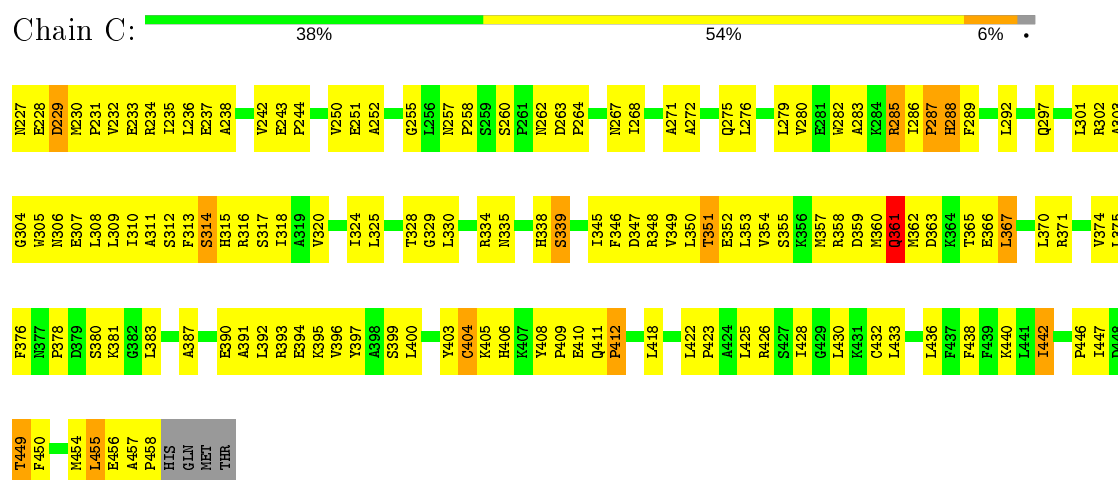 Chain C:
38% 54% 6% •
N227 E228 D229 M230 P231 V232 E233 R234 I235 L236 E237 A238 V242 E243 P244 V250 E251 A252 G255 L256 N257 P258 S259 S260 P261 N262 D263 P264 N267 I268 A271 A272 Q275 L276 L279 V280 E281 W282 A283 K284 R285 I286 P287 H288 F289 L292 Q297 L301 R302 A303
G304 W305 N306 E307 L308 L309 I310 A311 S312 F313 S314 H315 R316 S317 I318 A319 V320 I324 L325 T328 G329 L330 R334 N335 H338 S339 I345 F346 D347 R348 V349 L350 T351 E352 L353 V354 S355 K356 M357 R358 D359 M360 Q361 M362 D363 K364 T365 E366 L367 L370 R371 V374 L375
F376 N377 P378 D379 S380 K381 G382 L383 A387 E390 A391 L392 R393 E394 K395 V396 Y397 A398 S399 L400 Y403 C404 K405 H406 K407 Y408 P409 E410 Q411 P412 L418 L422 P423 A424 L425 R426 S427 I428 G429 L430 K431 C432 L433 L436 F437 F438 F439 K440 L441 I442 P446 I447
T449 F450 M454 L455 E456 A457 P458 HIS GLN MET THR